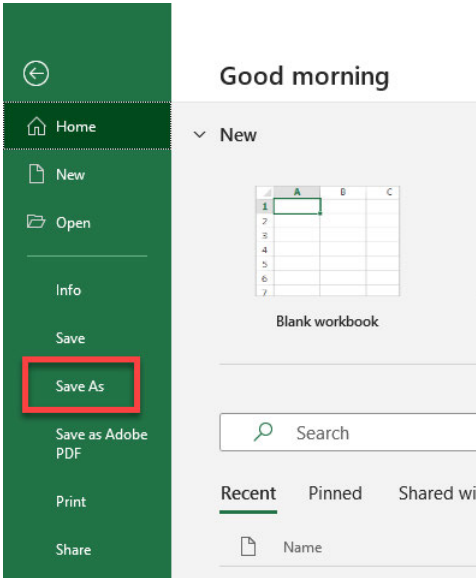 Good morning
Home
New
Open
Info
Save
Save As
Save as Adobe
PDF
Print
Share
New
A B C
1
2
3
4
5
6
7
Blank workbook
Search
Recent Pinned Shared wi
Name